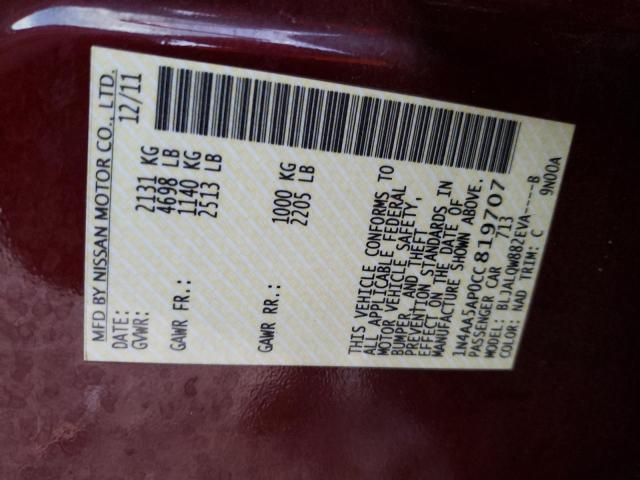 MFD BY NISSAN MOTOR CO., LTD.
DATE: 12/11
GVWR: 2131 KG
4698 LB
GAWR FR.: 1140 KG
2513 LB
GAWR RR.: 1000 KG
2205 LB
THIS VEHICLE CONFORMS TO
ALL APPLICABLE FEDERAL
MOTOR VEHICLE SAFETY,
BUMPER, AND THEFT
PREVENTION STANDARDS IN
EFFECT ON THE DATE OF
MANUFACTURE SHOWN ABOVE.
1N4AA5AP0CC819707
PASSENGER CAR 713
MODEL: BLJALQW882EVA----B
COLOR: NAD TRIM: C 9N00A